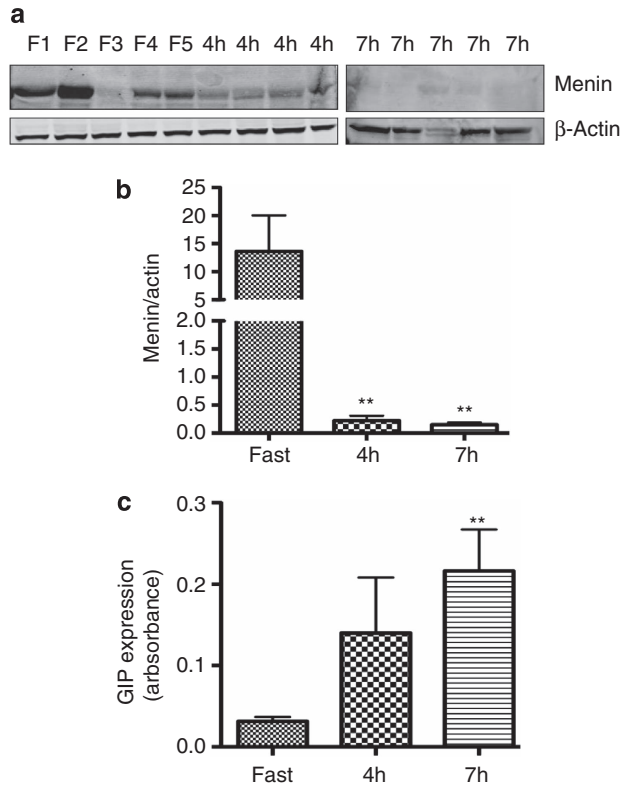 a
F1 F2 F3 F4 F5 4h 4h 4h 4h 7h 7h 7h 7h 7h
Menin
β-Actin
b
25
20
15
10
5
2.0
1.5
1.0
0.5
0.0
Menin/actin
**
**
Fast 4h 7h
c
0.3
0.2
0.1
0.0
GIP expression
(arbsorbance)
**
Fast 4h 7h